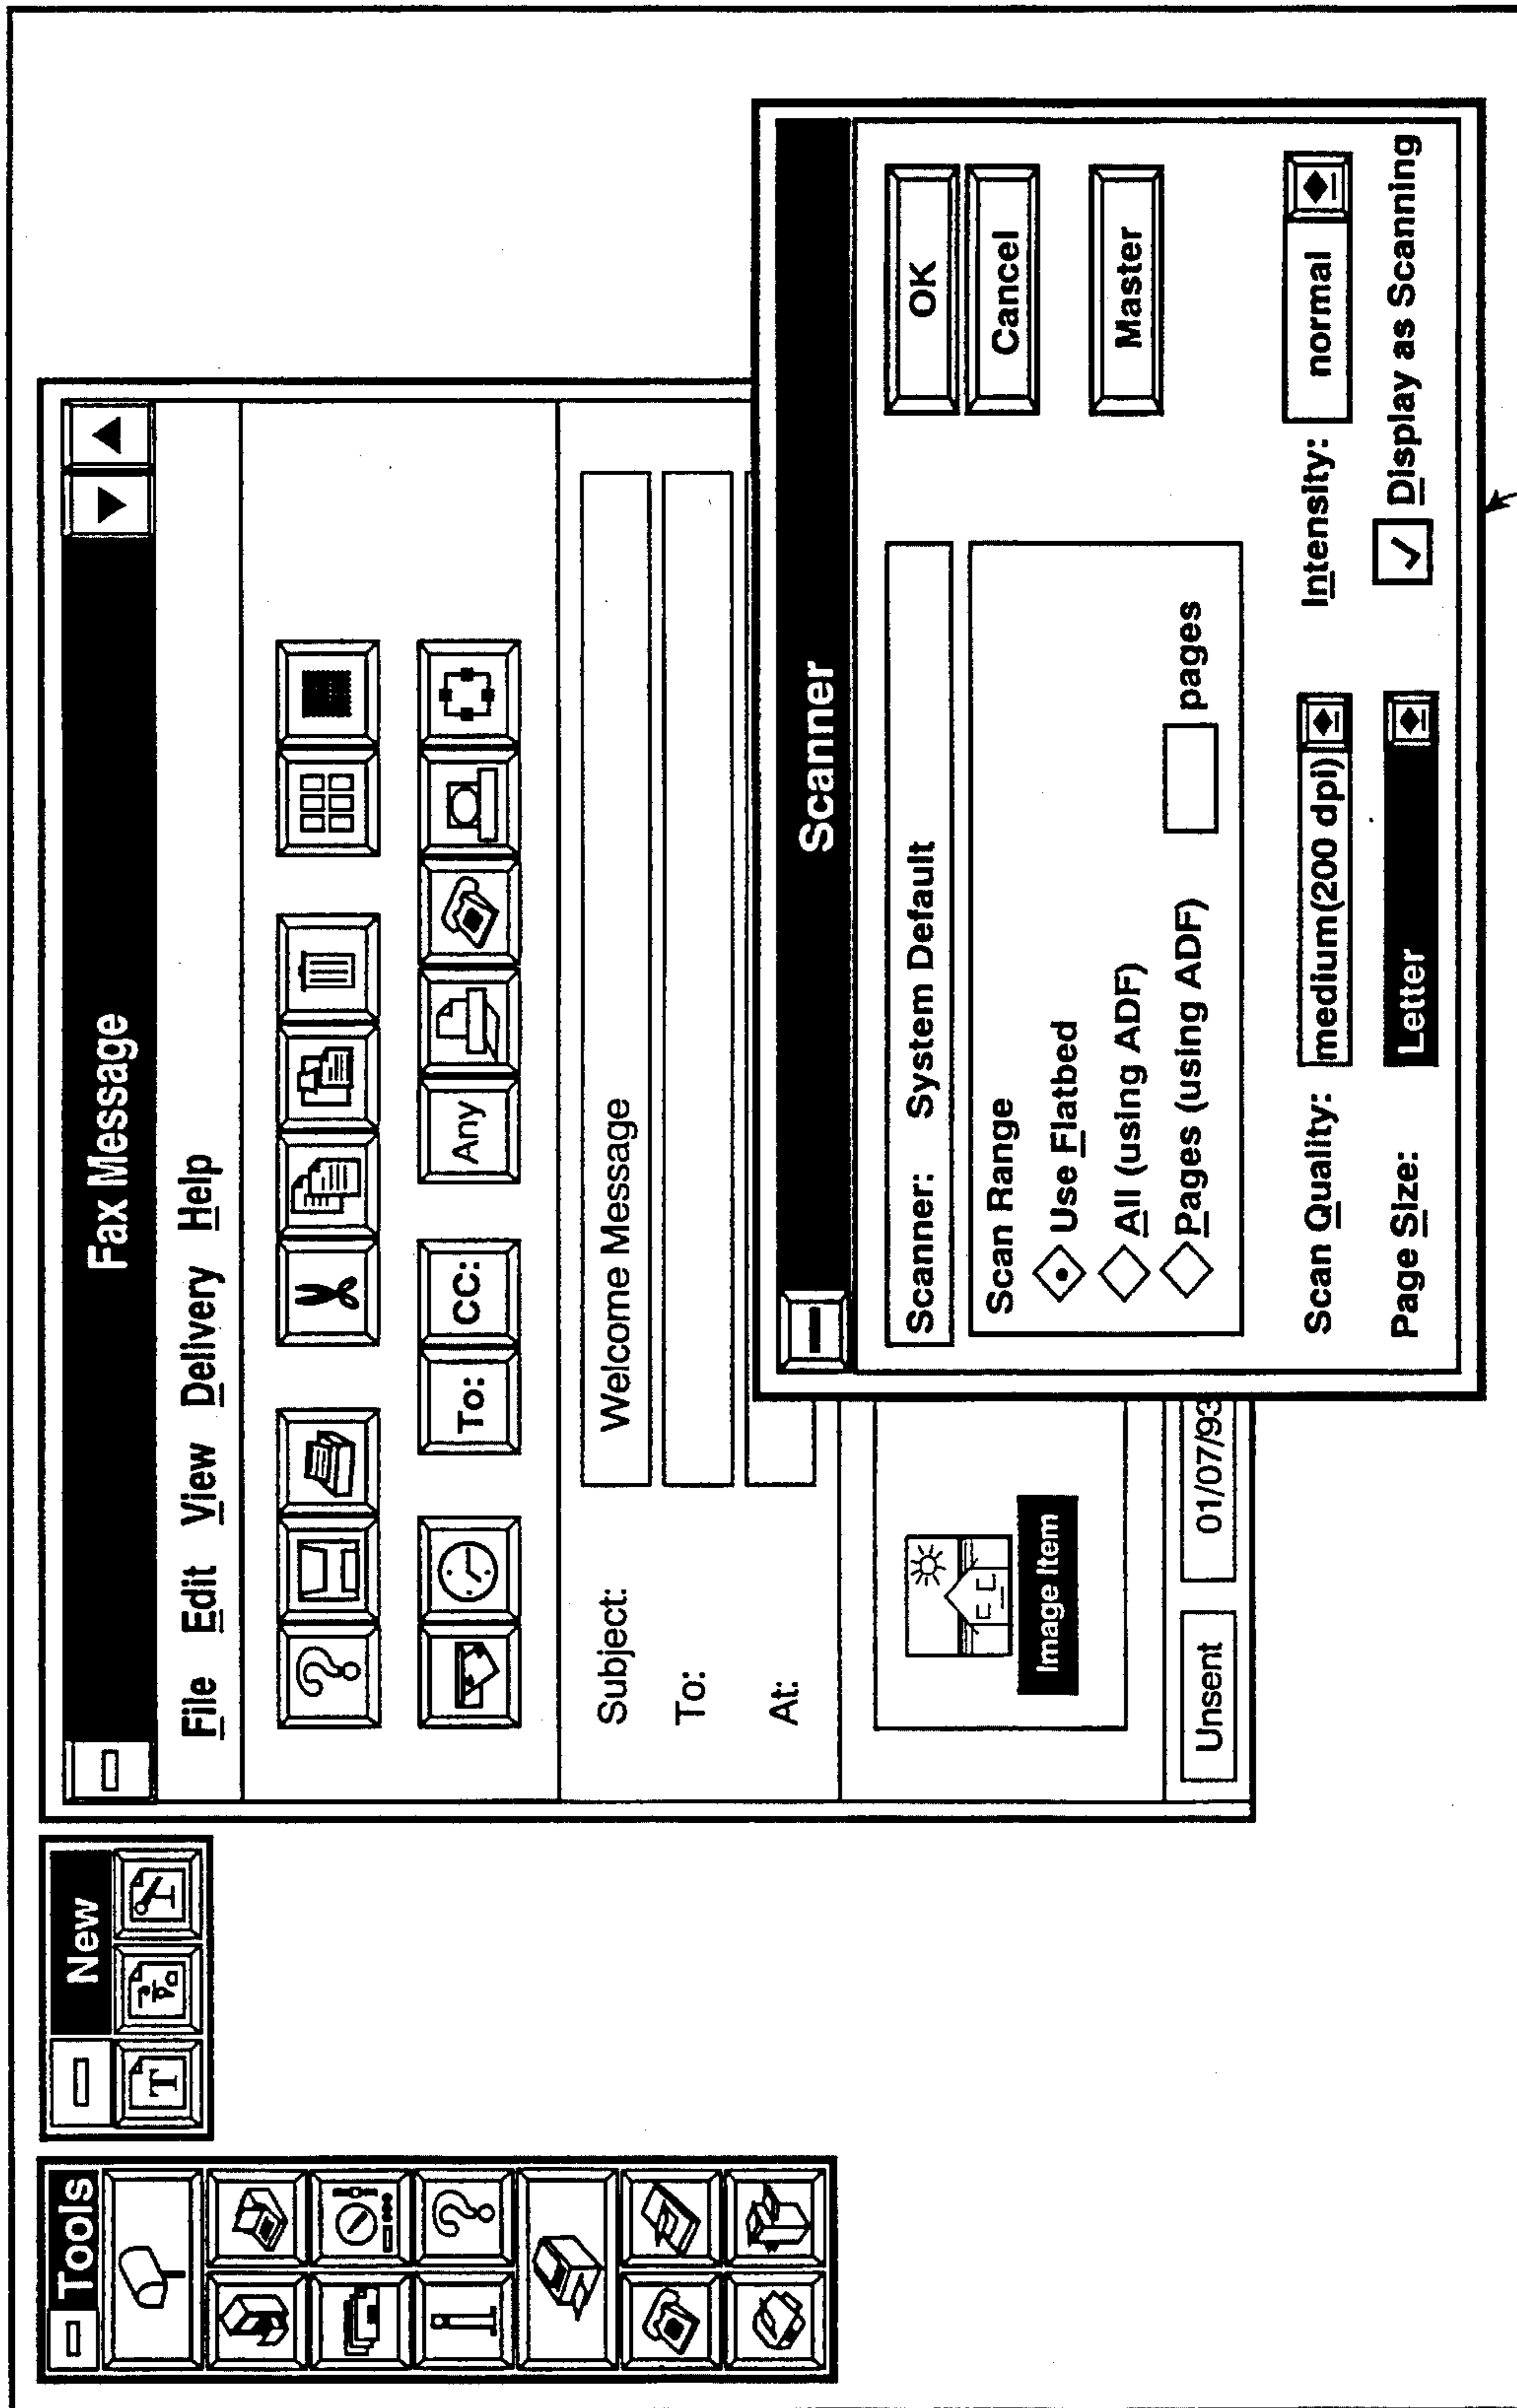 Tools
T
New
Fax Message
File Edit View Delivery Help
To: CC: Any
Subject: Welcome Message
To:
At:
Image Item
Unsent 01/07/93
Scanner
Scanner: System Default
OK
Cancel
Master
Scan Range
Use Flatbed
All (using ADF)
Pages (using ADF) pages
Scan Quality: medium(200 dpi) Intensity: normal
Page Size: Letter Display as Scanning